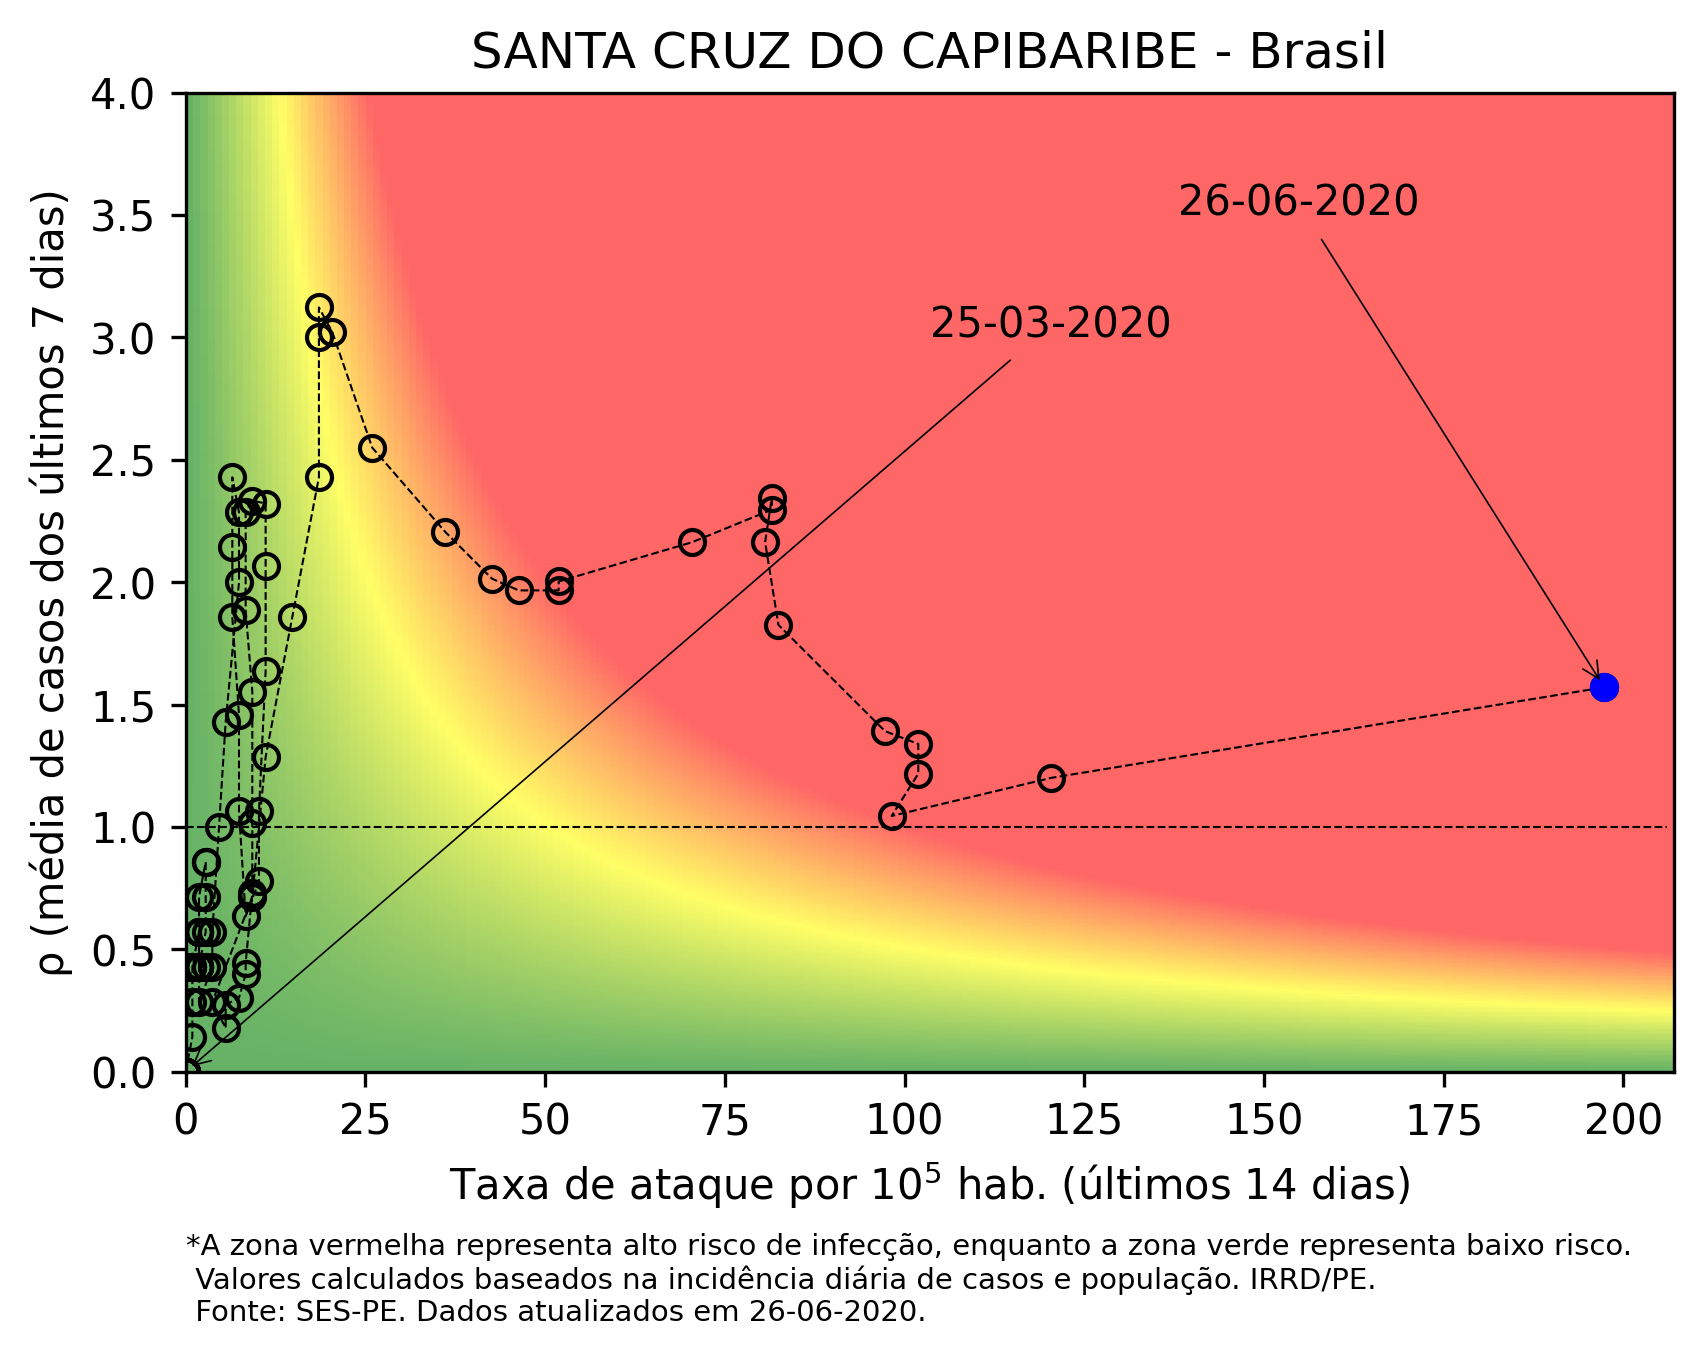 SANTA CRUZ DO CAPIBARIBE - Brasil
4.0
3.5
3.0
2.5
2.0
1.5
1.0
0.5
0.0
ρ (média de casos dos últimos 7 dias)
26-06-2020
25-03-2020
0 25 50 75 100 125 150 175 200
Taxa de ataque por 10⁵ hab. (últimos 14 dias)
*A zona vermelha representa alto risco de infecção, enquanto a zona verde representa baixo risco.
Valores calculados baseados na incidência diária de casos e população. IRRD/PE.
Fonte: SES-PE. Dados atualizados em 26-06-2020.